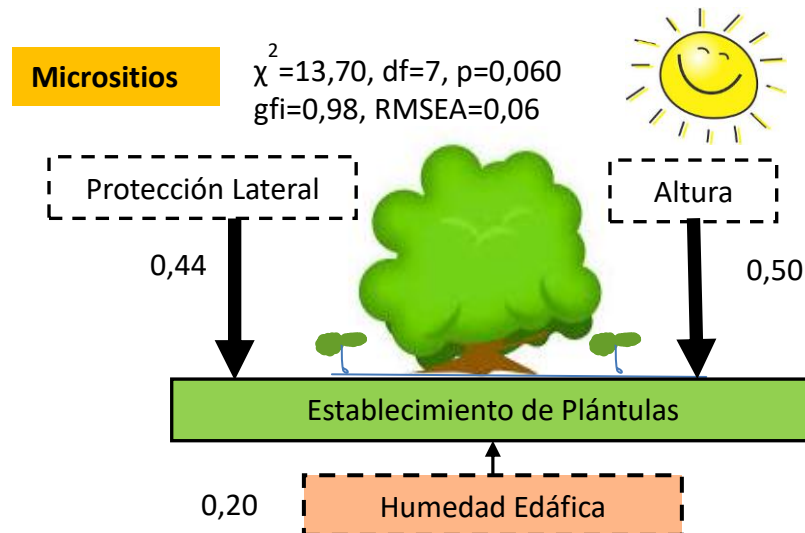 Micrositios
χ²=13,70, df=7, p=0,060
gfi=0,98, RMSEA=0,06
Protección Lateral
Altura
0,44
0,50
Establecimiento de Plántulas
0,20
Humedad Edáfica